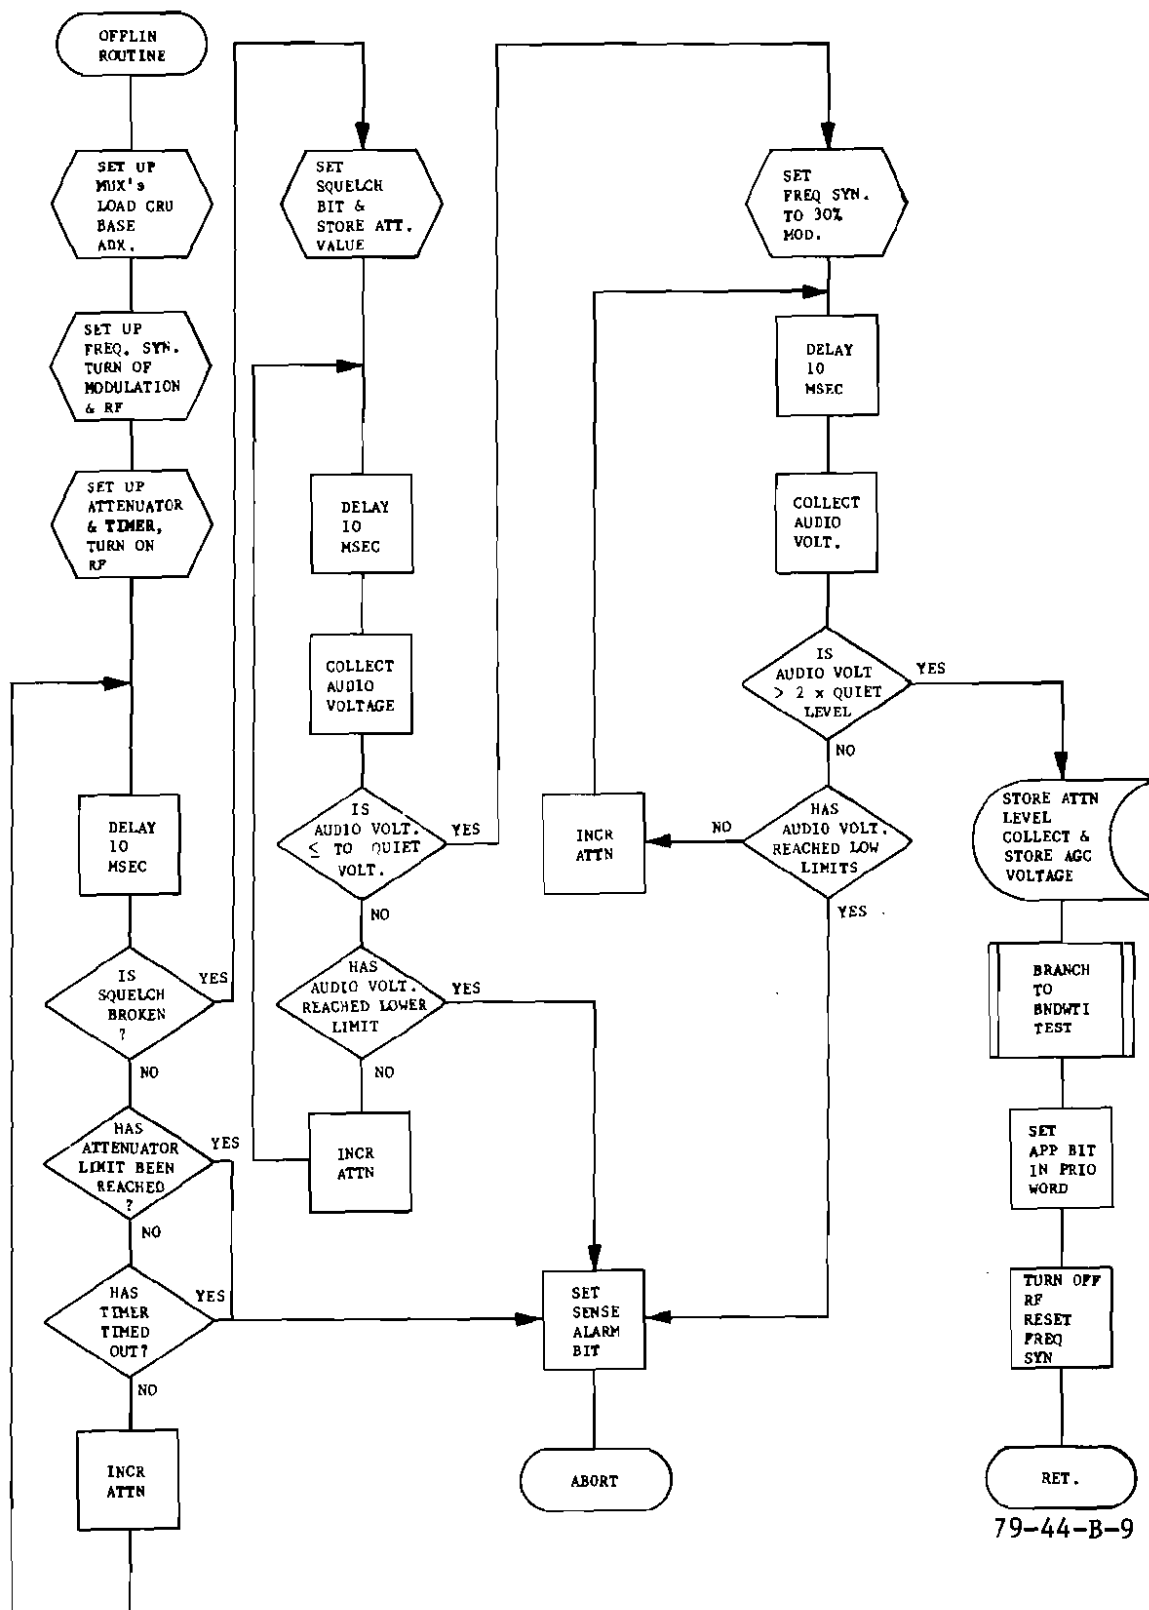 OFFLIN
ROUTINE
SET UP
MUX's
LOAD CRU
BASE
ADX.
SET UP
FREQ. SYN.
TURN OF
MODULATION
& RF
SET UP
ATTENUATOR
& TIMER,
TURN ON
RF
DELAY
10
MSEC
IS
SQUELCH
BROKEN
?
YES
NO
HAS
ATTENUATOR
LIMIT BEEN
REACHED
?
YES
NO
HAS
TIMER
TIMED
OUT?
YES
NO
INCR
ATTN
SET
SQUELCH
BIT &
STORE ATT.
VALUE
DELAY
10
MSEC
COLLECT
AUDIO
VOLTAGE
IS
AUDIO VOLT.
≤ TO QUIET
VOLT.
YES
NO
HAS
AUDIO VOLT.
REACHED LOWER
LIMIT
YES
NO
INCR
ATTN
SET
FREQ SYN.
TO 30%
MOD.
DELAY
10
MSEC
COLLECT
AUDIO
VOLT.
IS
AUDIO VOLT
> 2 x QUIET
LEVEL
YES
NO
HAS
AUDIO VOLT.
REACHED LOW
LIMITS
NO
YES
INCR
ATTN
SET
SENSE
ALARM
BIT
ABORT
STORE ATTN
LEVEL
COLLECT &
STORE AGC
VOLTAGE
BRANCH
TO
BNDWTI
TEST
SET
APP BIT
IN PRIO
WORD
TURN OFF
RF
RESET
FREQ
SYN
RET.
79-44-B-9